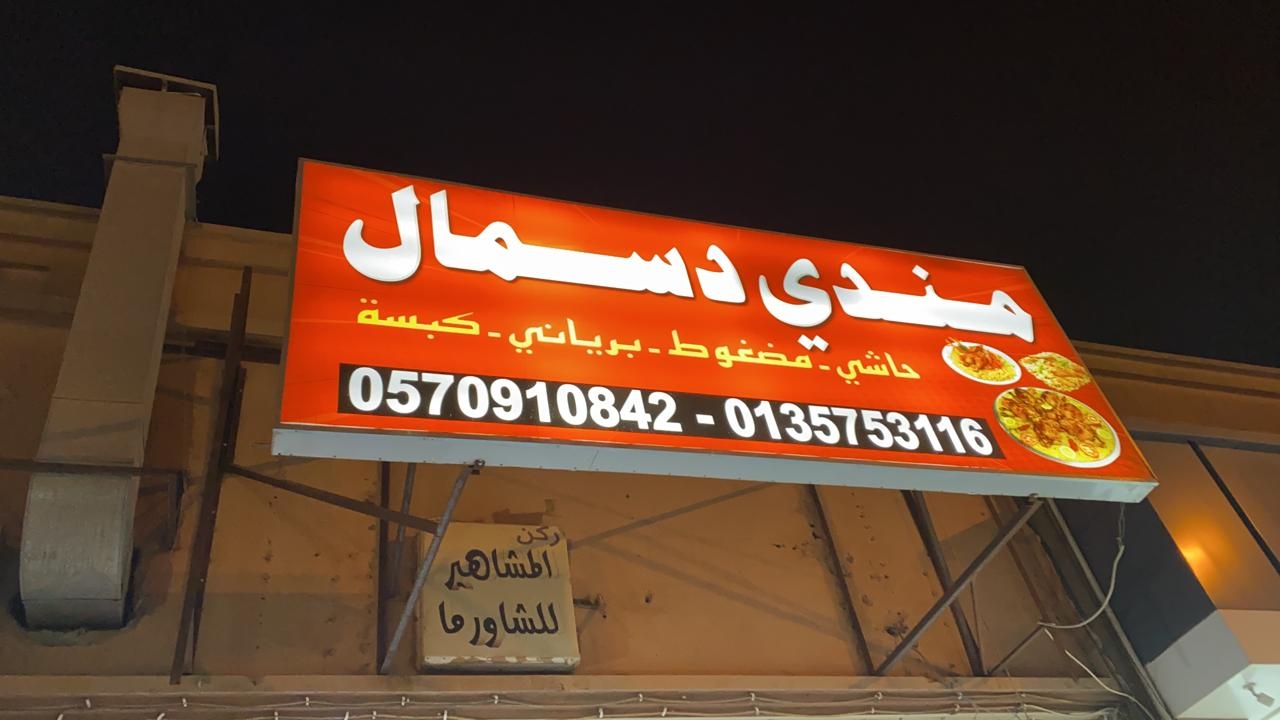 مندي دسمال
حاشي - مضغوط - برياني - كبسة
0570910842 - 0135753116
ركن
المشاهير
للشاورما